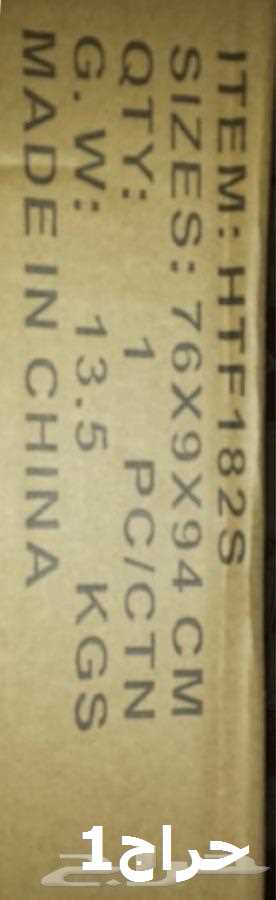 ITEM: HTF182S
SIZES: 76X9X94 CM
QTY: 1 PC/CTN
G.W: 13.5 KGS
MADE IN CHINA
حراج1